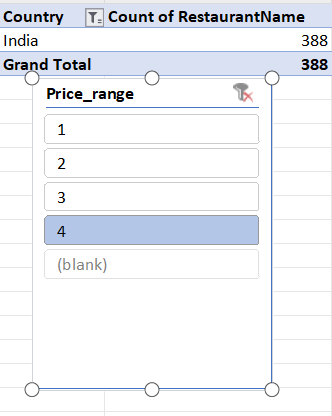 Country Count of RestaurantName
India 388
Grand Total 388
Price_range
1
2
3
4
(blank)